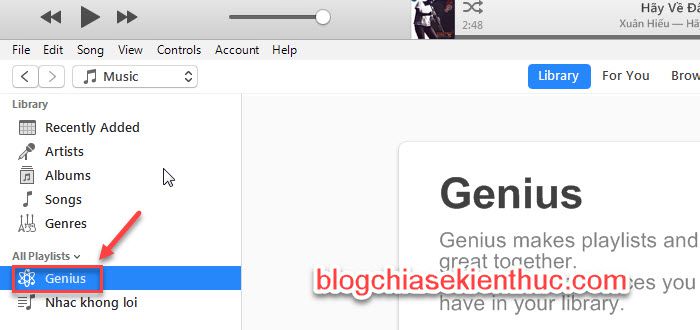 Hãy Về Đâ
2:48
Xuân Hiếu — Hã
File Edit Song View Controls Account Help
Music
Library For You Brow
Library
Recently Added
Artists
Albums
Songs
Genres
All Playlists
Genius
Nhac khong loi
Genius
Genius makes playlists and
great together.
ces you
have in your library.
blogchiasekienthuc.com